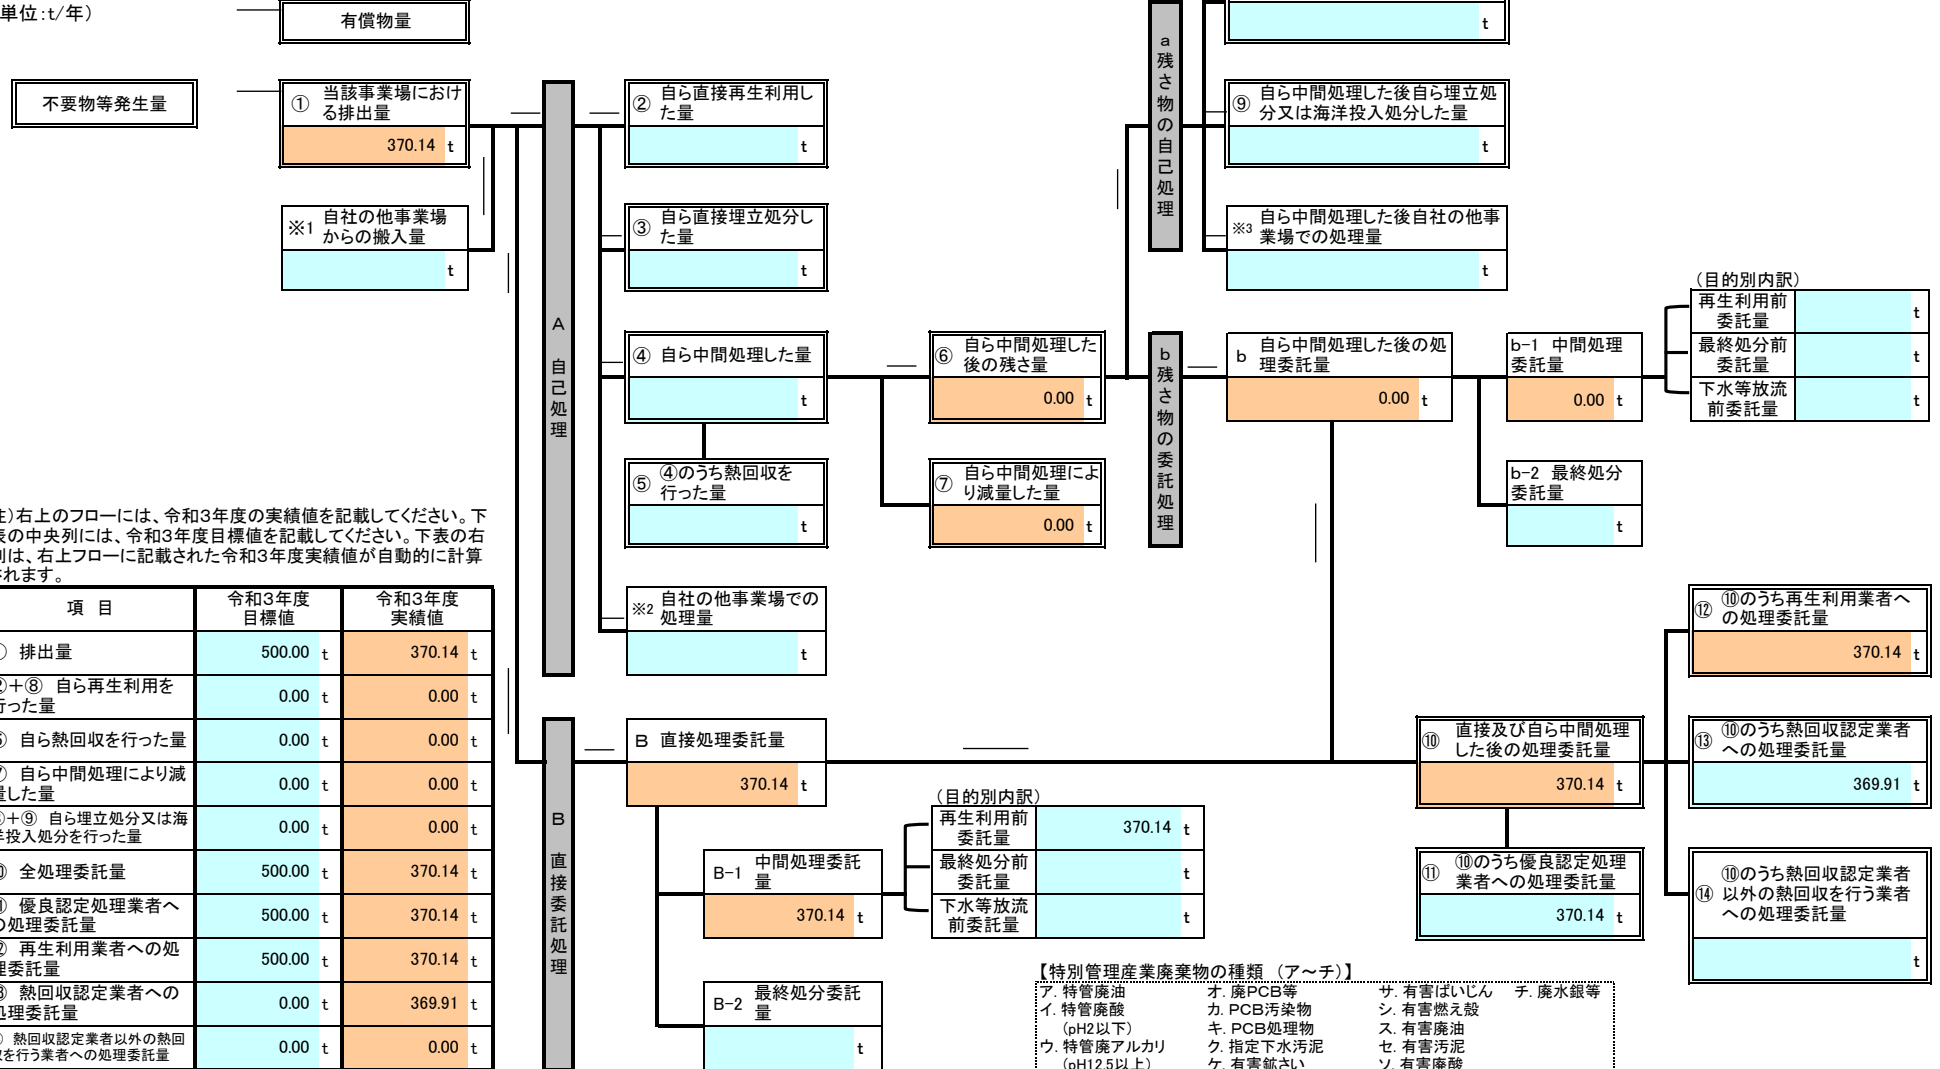 単位：t/年）
有償物量
t
不要物等発生量
① 当該事業場におけ
る排出量
370.14 t
※1 自社の他事業場
からの搬入量
t
A 自己処理
② 自ら直接再生利用し
た量
t
③ 自ら直接埋立処分し
た量
t
④ 自ら中間処理した量
t
⑤ ④のうち熱回収を
行った量
t
※2 自社の他事業場での
処理量
t
⑥ 自ら中間処理した
後の残さ量
0.00 t
⑦ 自ら中間処理によ
り減量した量
0.00 t
a 残さ物の自己処理
⑨ 自ら中間処理した後自ら埋立処
分又は海洋投入処分した量
t
※3 自ら中間処理した後自社の他事
業場での処理量
t
b 残さ物の委託処理
b 自ら中間処理した後の処
理委託量
0.00 t
b-1 中間処理
委託量
0.00 t
b-2 最終処分
委託量
t
（目的別内訳）
再生利用前
委託量
t
最終処分前
委託量
t
下水等放流
前委託量
t
)右上のフローには、令和3年度の実績値を記載してください。下
表の中央列には、令和3年度目標値を記載してください。下表の右
列は、右上フローに記載された令和3年度実績値が自動的に計算
されます。
項 目 令和3年度
目標値 令和3年度
実績値
排出量 500.00 t 370.14 t
②＋⑧ 自ら再生利用を
行った量 0.00 t 0.00 t
自ら熱回収を行った量 0.00 t 0.00 t
自ら中間処理により減
量した量 0.00 t 0.00 t
＋⑨ 自ら埋立処分又は海
洋投入処分を行った量 0.00 t 0.00 t
全処理委託量 500.00 t 370.14 t
優良認定処理業者へ
の処理委託量 500.00 t 370.14 t
再生利用業者への処
理委託量 500.00 t 370.14 t
熱回収認定業者への
処理委託量 0.00 t 369.91 t
熱回収認定業者以外の熱回
収を行う業者への処理委託量 0.00 t 0.00 t
B 直接委託処理
B 直接処理委託量
370.14 t
B-1 中間処理委託
量
370.14 t
B-2 最終処分委託
量
t
（目的別内訳）
再生利用前
委託量
370.14 t
最終処分前
委託量
t
下水等放流
前委託量
t
⑩ 直接及び自ら中間処理
した後の処理委託量
370.14 t
⑪ ⑩のうち優良認定処理
業者への処理委託量
370.14 t
⑫ ⑩のうち再生利用業者へ
の処理委託量
370.14 t
⑬ ⑩のうち熱回収認定業者
への処理委託量
369.91 t
⑭ ⑩のうち熱回収認定業者
以外の熱回収を行う業者
への処理委託量
t
【特別管理産業廃棄物の種類 （ア～チ）】
ア. 特管廃油 オ. 廃PCB等 サ. 有害ばいじん チ. 廃水銀等
イ. 特管廃酸 カ. PCB汚染物 シ. 有害燃え殻
（pH2以下） キ. PCB処理物 ス. 有害廃油
ウ. 特管廃アルカリ ク. 指定下水汚泥 セ. 有害汚泥
（pH12.5以上） ケ. 有害鉱さい ソ. 有害廃酸